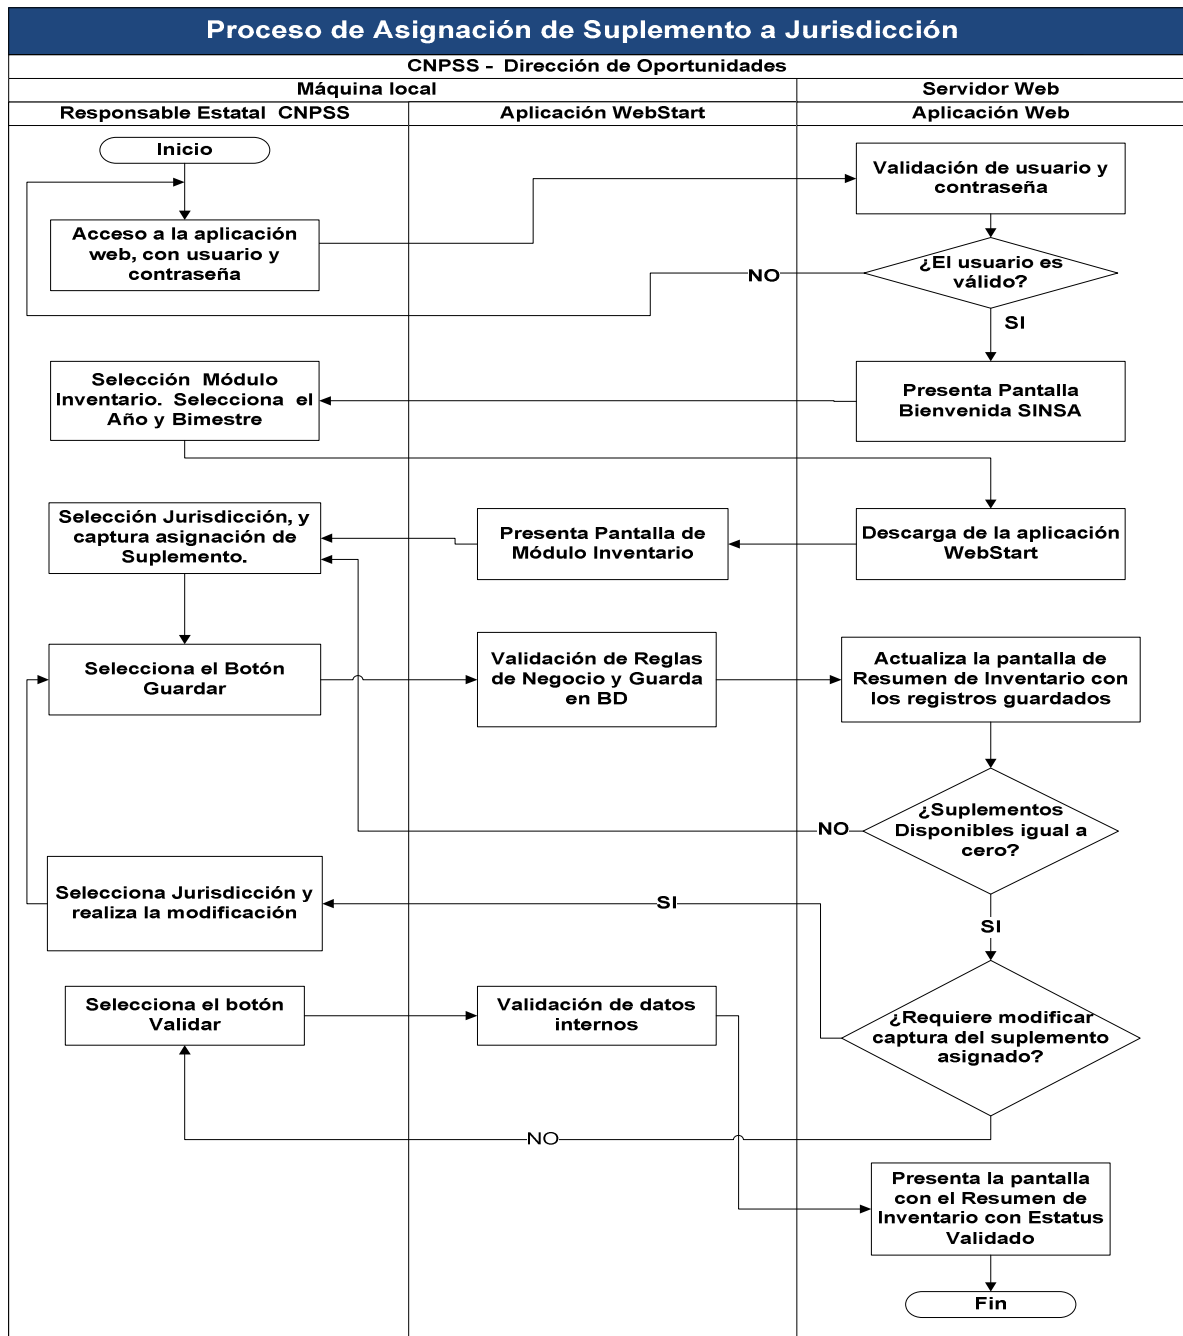 Proceso de Asignación de Suplemento a Jurisdicción
CNPSS - Dirección de Oportunidades
Máquina local
Servidor Web
Responsable Estatal CNPSS
Aplicación WebStart
Aplicación Web
Inicio
Validación de usuario y
contraseña
Acceso a la aplicación
web, con usuario y
contraseña
¿El usuario es
válido?
NO
SI
Selección Módulo
Inventario. Selecciona el
Año y Bimestre
Presenta Pantalla
Bienvenida SINSA
Selección Jurisdicción, y
captura asignación de
Suplemento.
Presenta Pantalla de
Módulo Inventario
Descarga de la aplicación
WebStart
Selecciona el Botón
Guardar
Validación de Reglas
de Negocio y Guarda
en BD
Actualiza la pantalla de
Resumen de Inventario con
los registros guardados
¿Suplementos
Disponibles igual a
cero?
NO
Selecciona Jurisdicción y
realiza la modificación
SI
SI
Selecciona el botón
Validar
Validación de datos
internos
¿Requiere modificar
captura del suplemento
asignado?
NO
Presenta la pantalla
con el Resumen de
Inventario con Estatus
Validado
Fin